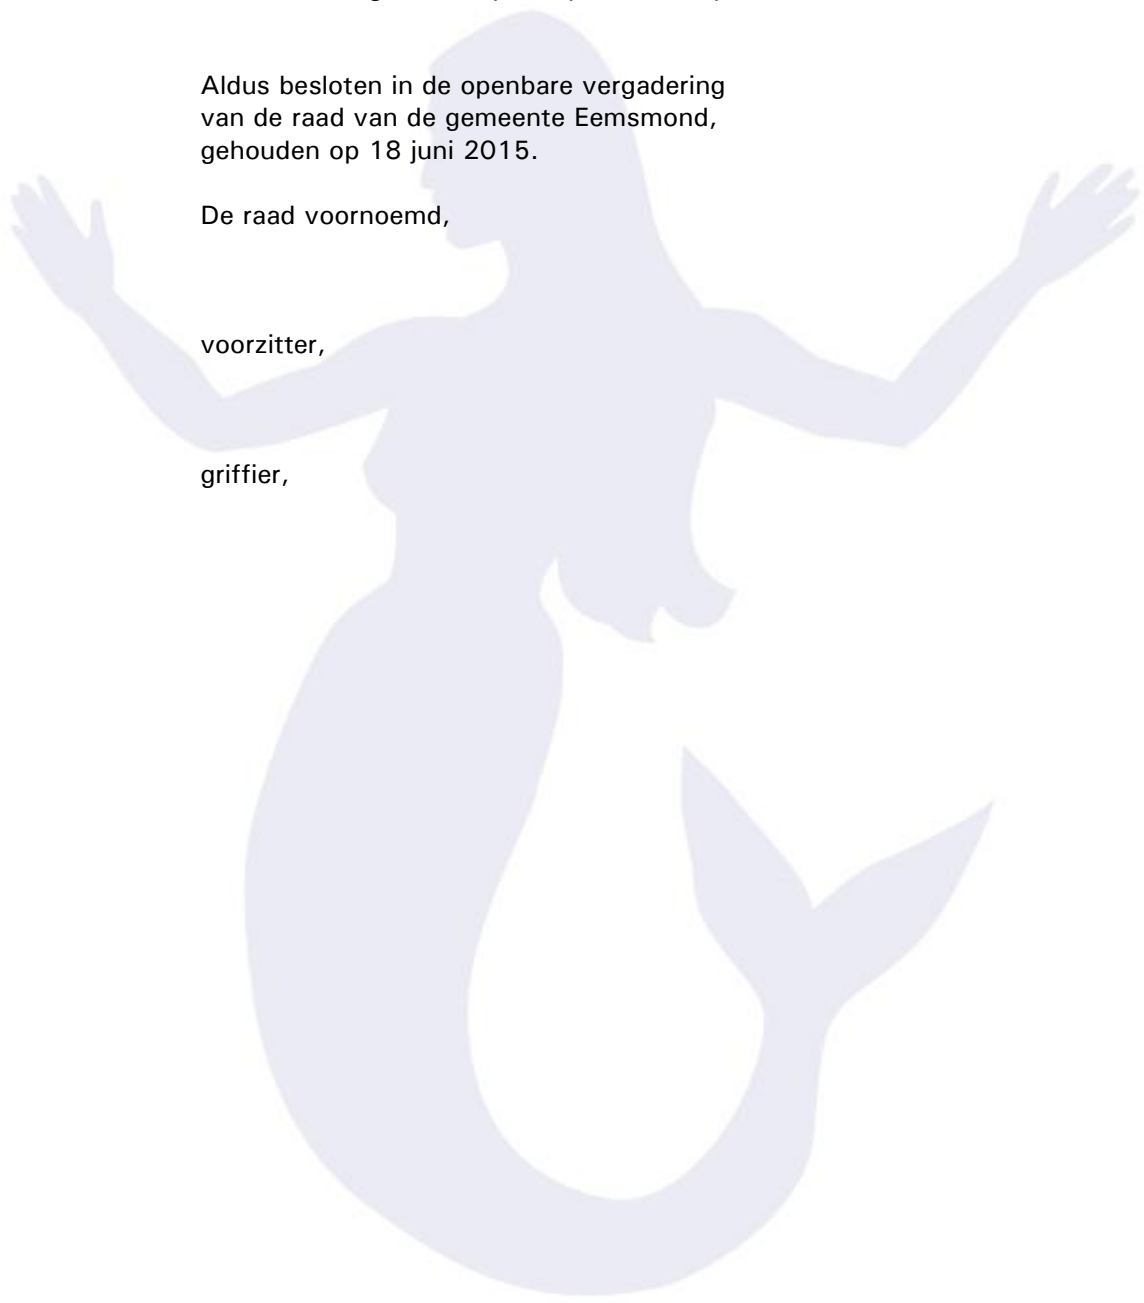 Aldus besloten in de openbare vergadering
van de raad van de gemeente Eemsmond,
gehouden op 18 juni 2015.
De raad voornoemd,
voorzitter,
griffier,